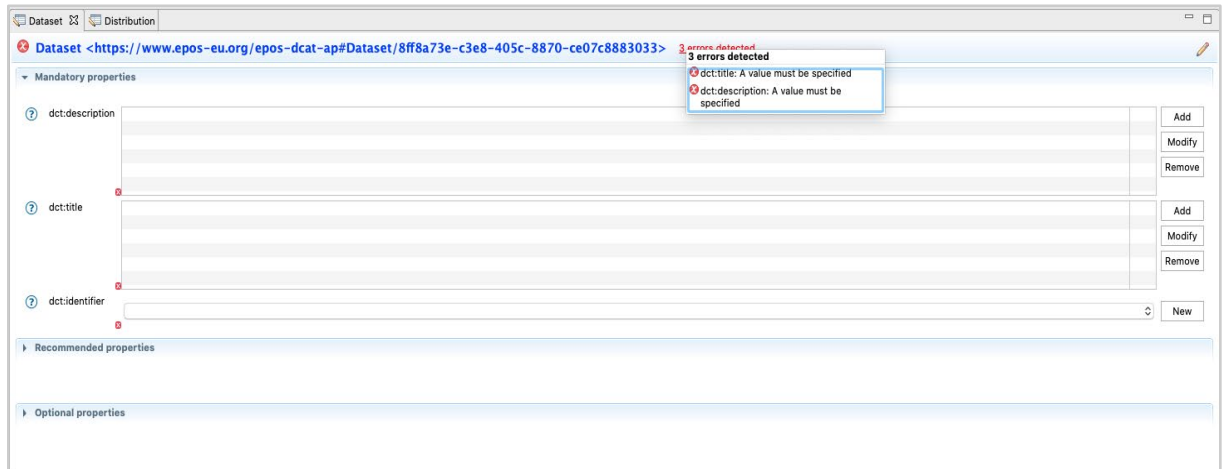 Dataset
Distribution
Dataset <https://www.epos-eu.org/epos-dcat-ap#Dataset/8ff8a73e-c3e8-405c-8870-ce07c8883033>
3 errors detected
3 errors detected
dct:title: A value must be specified
dct:description: A value must be
specified
Mandatory properties
dct:description
Add
Modify
Remove
dct:title
Add
Modify
Remove
dct:identifier
New
Recommended properties
Optional properties